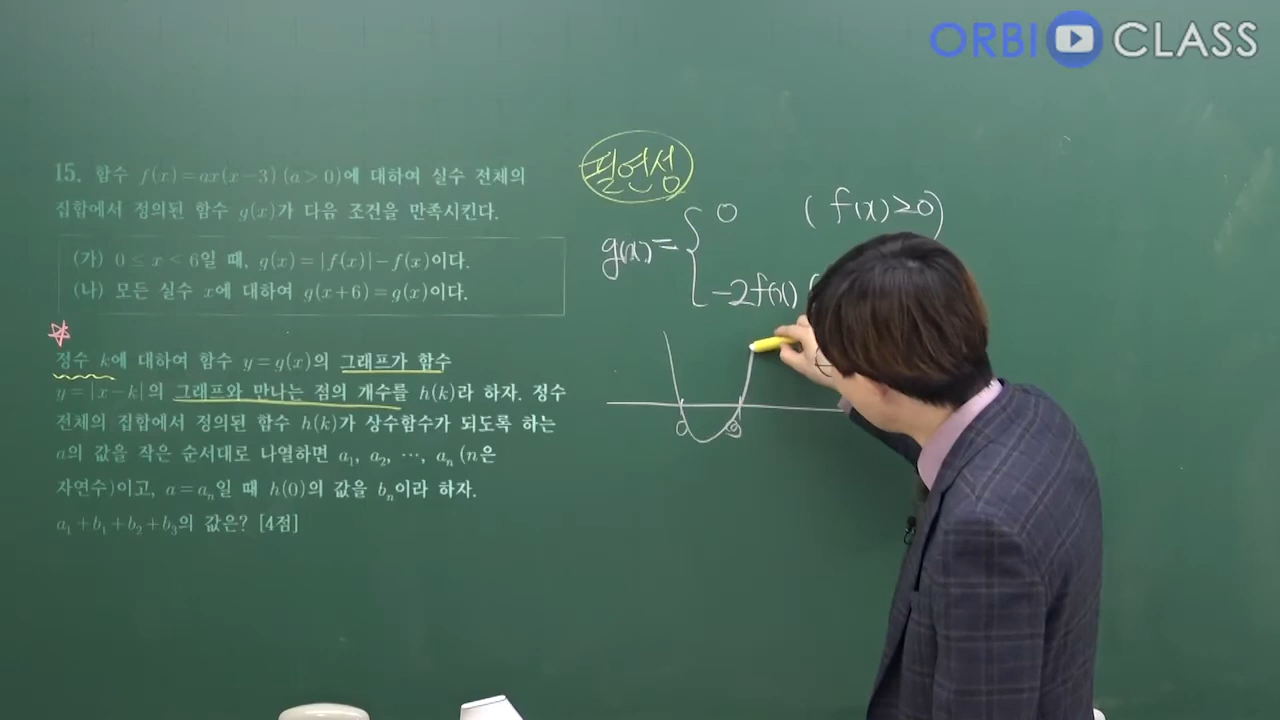 ORBI CLASS
15. 함수 f(x)=ax(x-3) (a>0)에 대하여 실수 전체의
집합에서 정의된 함수 g(x)가 다음 조건을 만족시킨다.
(가) 0≤x<6일 때, g(x)=|f(x)|-f(x)이다.
(나) 모든 실수 x에 대하여 g(x+6)=g(x)이다.
정수 k에 대하여 함수 y=g(x)의 그래프가 함수
y=|x-k|의 그래프와 만나는 점의 개수를 h(k)라 하자. 정수
전체의 집합에서 정의된 함수 h(k)가 상수함수가 되도록 하는
a의 값을 작은 순서대로 나열하면 a₁, a₂, ⋯, aₙ (n은
자연수)이고, a=aₙ일 때 h(0)의 값을 bₙ이라 하자.
a₁+b₁+b₂+b₃의 값은? [4점]
필연성
g(x)= { 0 (f(x)≥0)
-2f(x) (